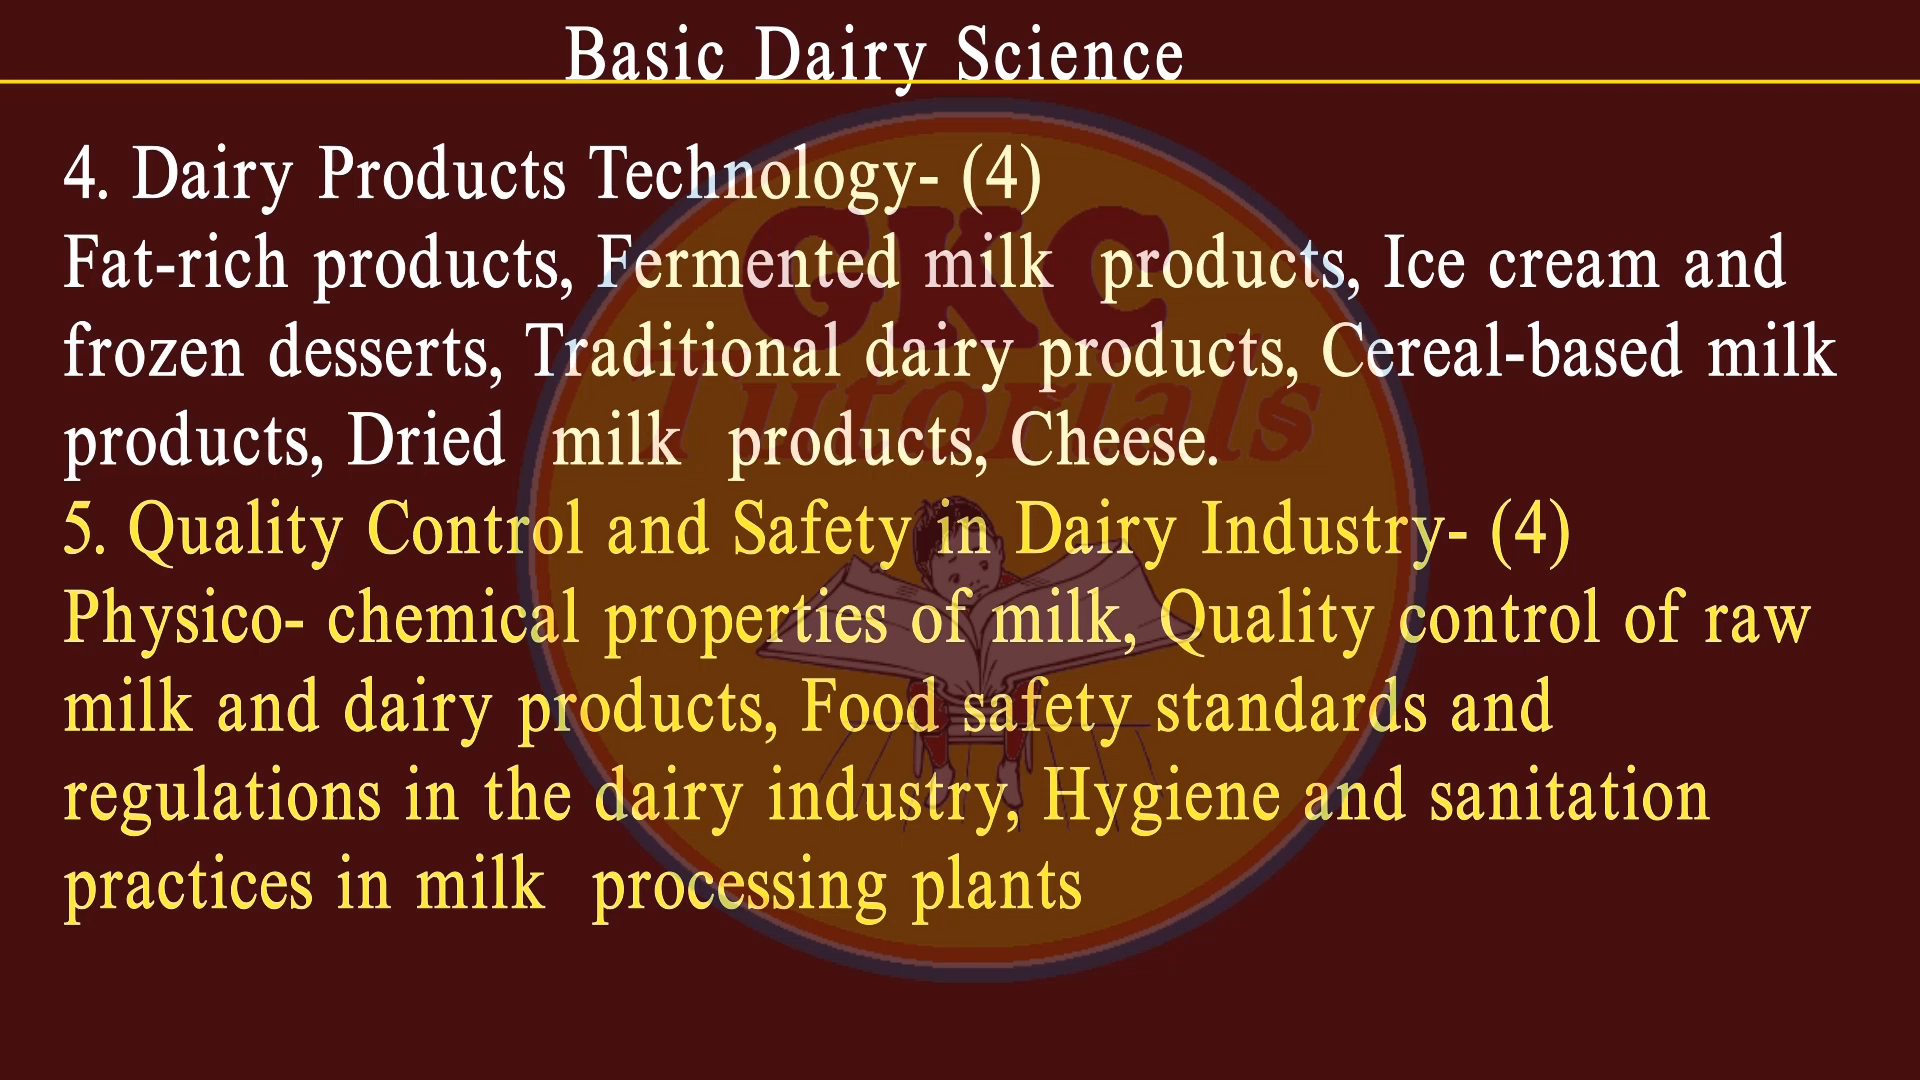 Basic Dairy Science
4. Dairy Products Technology- (4)
Fat-rich products, Fermented milk products, Ice cream and
frozen desserts, Traditional dairy products, Cereal-based milk
products, Dried milk products, Cheese.
5. Quality Control and Safety in Dairy Industry- (4)
Physico- chemical properties of milk, Quality control of raw
milk and dairy products, Food safety standards and
regulations in the dairy industry, Hygiene and sanitation
practices in milk processing plants
GKC
Tutorials